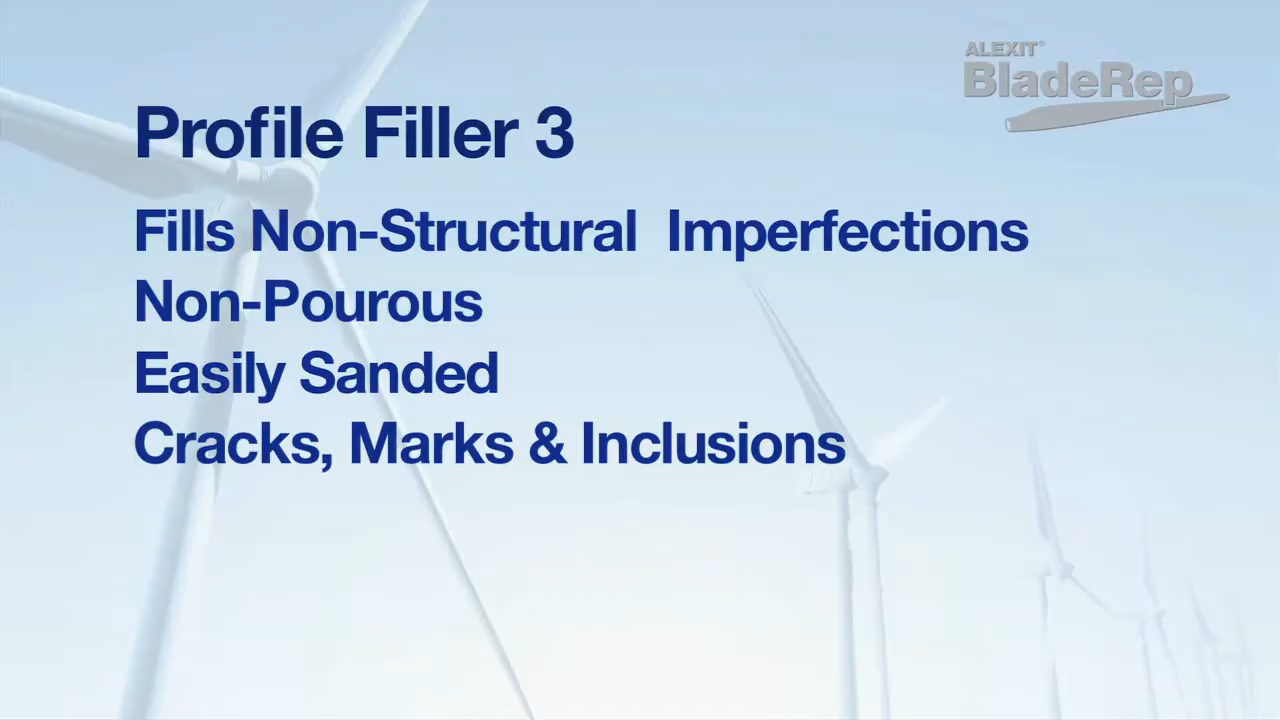 ALEXIT®
BladeRep
Profile Filler 3
Fills Non-Structural  Imperfections
Non-Pourous
Easily Sanded
Cracks, Marks & Inclusions